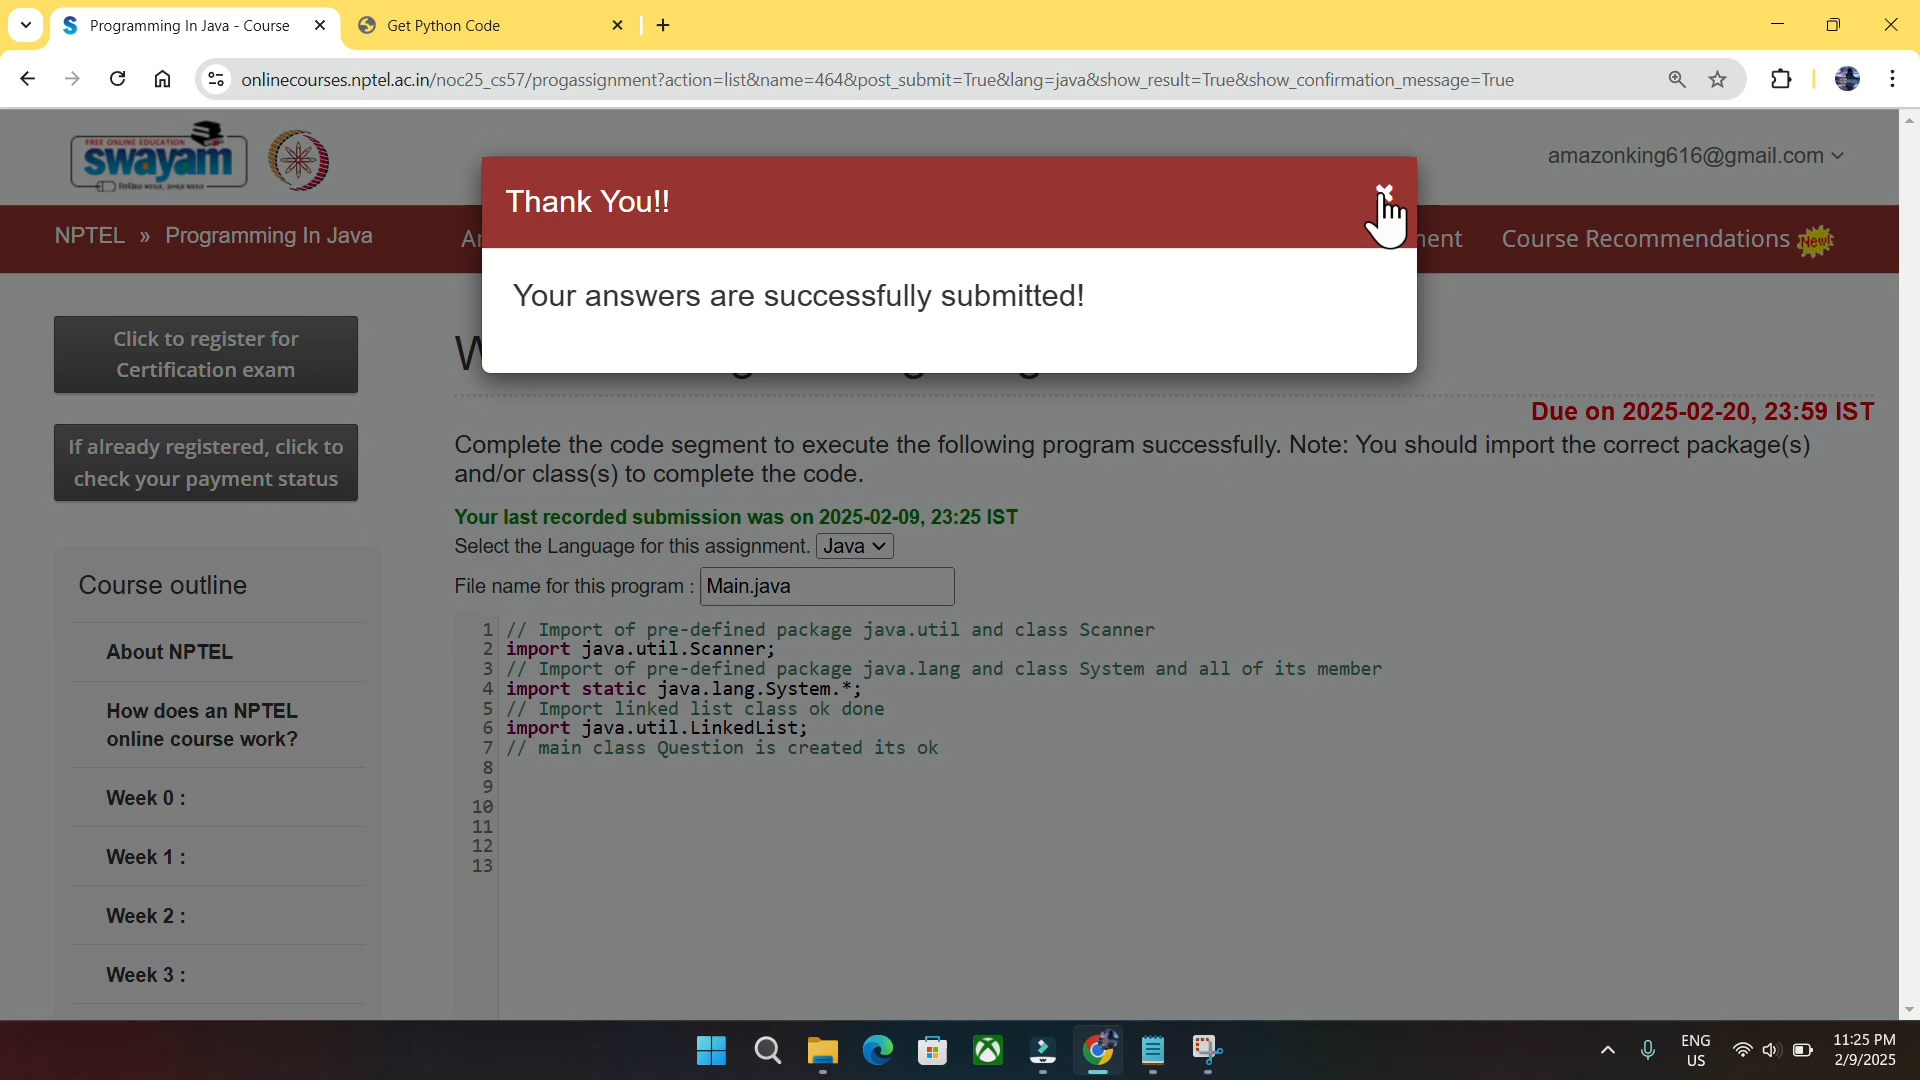 Programming In Java - Course
Get Python Code
onlinecourses.nptel.ac.in/noc25_cs57/progassignment?action=list&name=464&post_submit=True&lang=java&show_result=True&show_confirmation_message=True
FREE ONLINE EDUCATION
swayam
amazonking616@gmail.com
Thank You!!
NPTEL » Programming In Java
Course Recommendations
New!
Your answers are successfully submitted!
Click to register for
Certification exam
Due on 2025-02-20, 23:59 IST
If already registered, click to
check your payment status
Complete the code segment to execute the following program successfully. Note: You should import the correct package(s)
and/or class(s) to complete the code.
Your last recorded submission was on 2025-02-09, 23:25 IST
Select the Language for this assignment. Java
File name for this program : Main.java
Course outline
About NPTEL
How does an NPTEL
online course work?
Week 0 :
Week 1 :
Week 2 :
Week 3 :
1 // Import of pre-defined package java.util and class Scanner
2 import java.util.Scanner;
3 // Import of pre-defined package java.lang and class System and all of its member
4 import static java.lang.System.*;
5 // Import linked list class ok done
6 import java.util.LinkedList;
7 // main class Question is created its ok
8
9
10
11
12
13
ENG
US
11:25 PM
2/9/2025